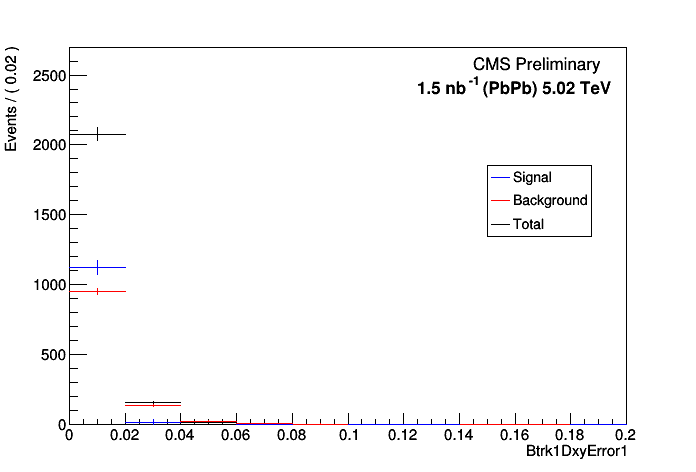 CMS Preliminary
1.5 nb⁻¹ (PbPb) 5.02 TeV
Events / ( 0.02 )
2500
2000
1500
1000
500
0
Signal
Background
Total
0 0.02 0.04 0.06 0.08 0.1 0.12 0.14 0.16 0.18 0.2
Btrk1DxyError1